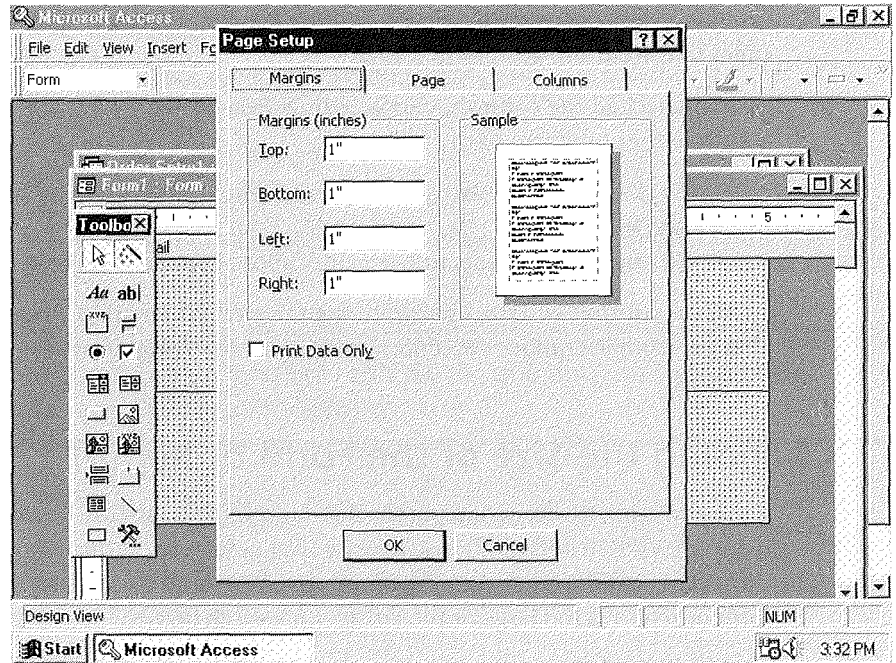 Microsoft Access
File Edit View Insert Fo
Form
Page Setup
Margins Page Columns
Margins (inches)
Top: 1"
Bottom: 1"
Left: 1"
Right: 1"
Sample
Print Data Only
OK Cancel
Form1 : Form
5
Toolbox
ail
Aa ab|
XYZ
Design View
NUM
Start Microsoft Access
3:32 PM